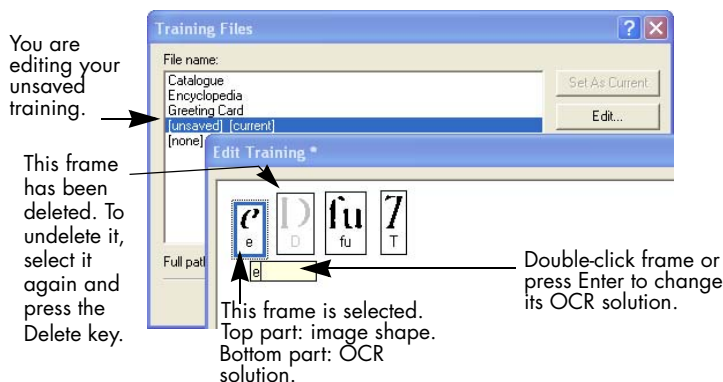 Training Files
You are
editing your
unsaved
training.
File name:
Catalogue
Encyclopedia
Greeting Card
[unsaved] [current]
[none]
Set As Current
Edit...
Edit Training *
This frame
has been
deleted. To
undelete it,
select it
again and
press the
Delete key.
e D fu 7
e D fu T
e
Full path
Double-click frame or
press Enter to change
its OCR solution.
This frame is selected.
Top part: image shape.
Bottom part: OCR
solution.